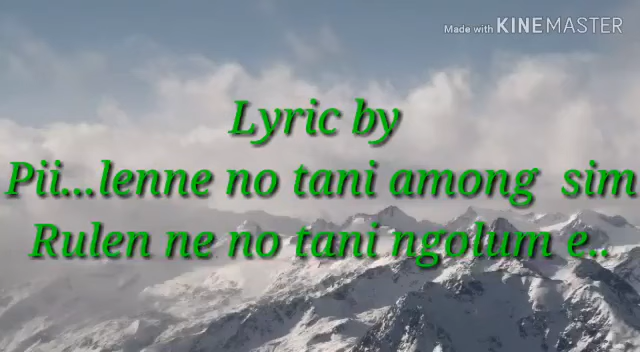 Made with KINEMASTER
Lyric by
Pii...lenne no tani among sim
Rulen ne no tani ngolum e..